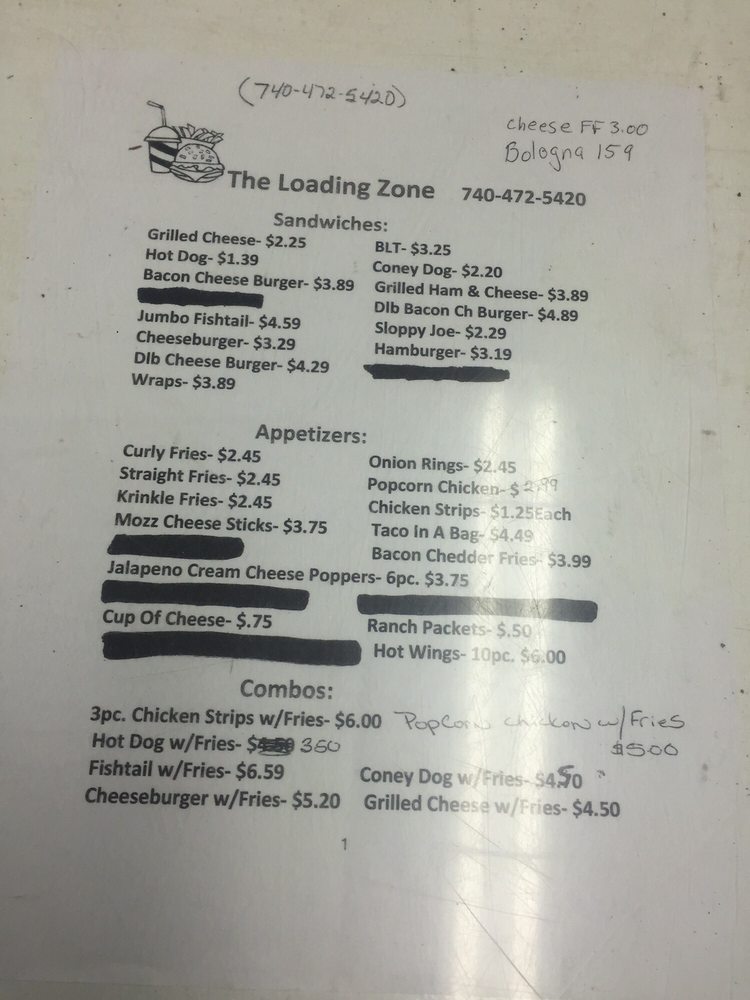 (740-472-5420)
cheese FF 3.00
Bologna 159
The Loading Zone 740-472-5420
Sandwiches:
Grilled Cheese- $2.25
Hot Dog- $1.39
Bacon Cheese Burger- $3.89
Jumbo Fishtail- $4.59
Cheeseburger- $3.29
Dlb Cheese Burger- $4.29
Wraps- $3.89
BLT- $3.25
Coney Dog- $2.20
Grilled Ham & Cheese- $3.89
Dlb Bacon Ch Burger- $4.89
Sloppy Joe- $2.29
Hamburger- $3.19
Appetizers:
Curly Fries- $2.45
Straight Fries- $2.45
Krinkle Fries- $2.45
Mozz Cheese Sticks- $3.75
Onion Rings- $2.45
Popcorn Chicken- $2.99
Chicken Strips- $1.25Each
Taco In A Bag- $4.49
Bacon Chedder Fries- $3.99
Jalapeno Cream Cheese Poppers- 6pc. $3.75
Cup Of Cheese- $.75
Ranch Packets- $.50
Hot Wings- 10pc. $6.00
Combos:
3pc. Chicken Strips w/Fries- $6.00
Popcorn chicken w/Fries
$5.00
Hot Dog w/Fries- $ 350
Fishtail w/Fries- $6.59
Coney Dog w/Fries- $4.50
Cheeseburger w/Fries- $5.20
Grilled Cheese w/Fries- $4.50
1